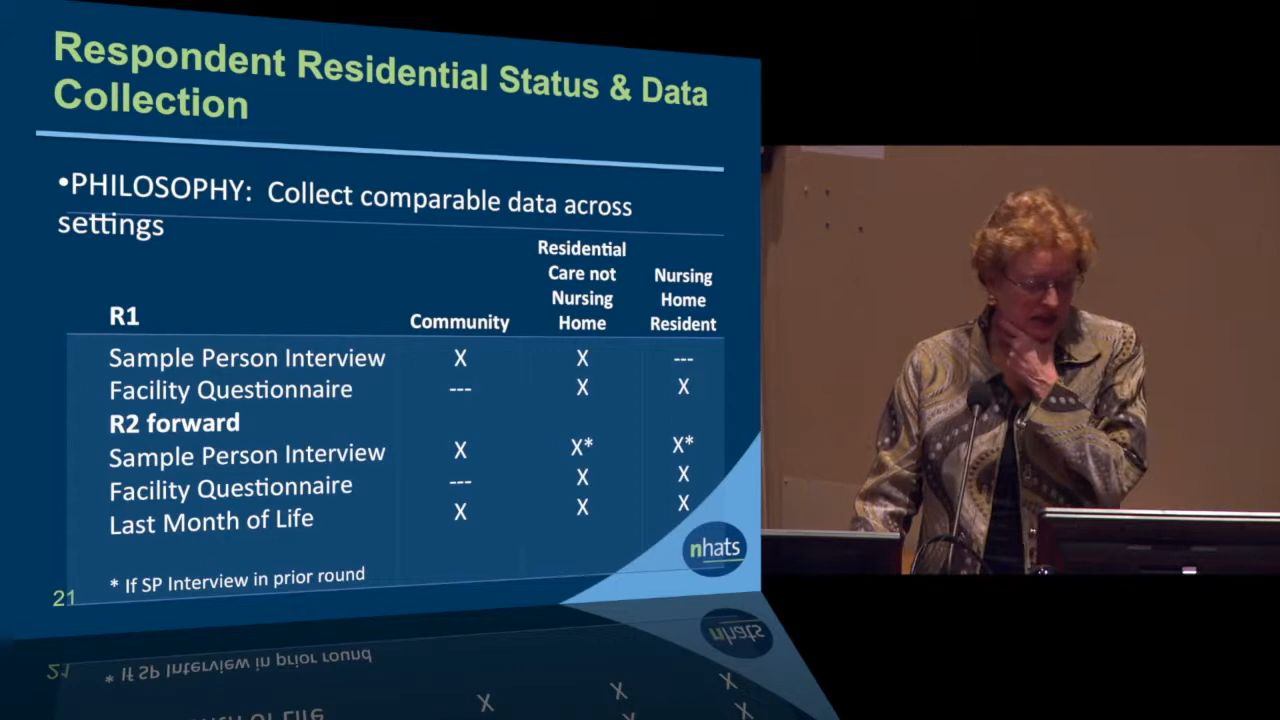 Respondent Residential Status & Data
Collection
•PHILOSOPHY: Collect comparable data across
settings
R1 Community Residential Care not Nursing Home Nursing Home Resident
Sample Person Interview X X ---
Facility Questionnaire --- X X
R2 forward
Sample Person Interview X X* X*
Facility Questionnaire --- X X
Last Month of Life X X X
nhats
* If SP Interview in prior round
21